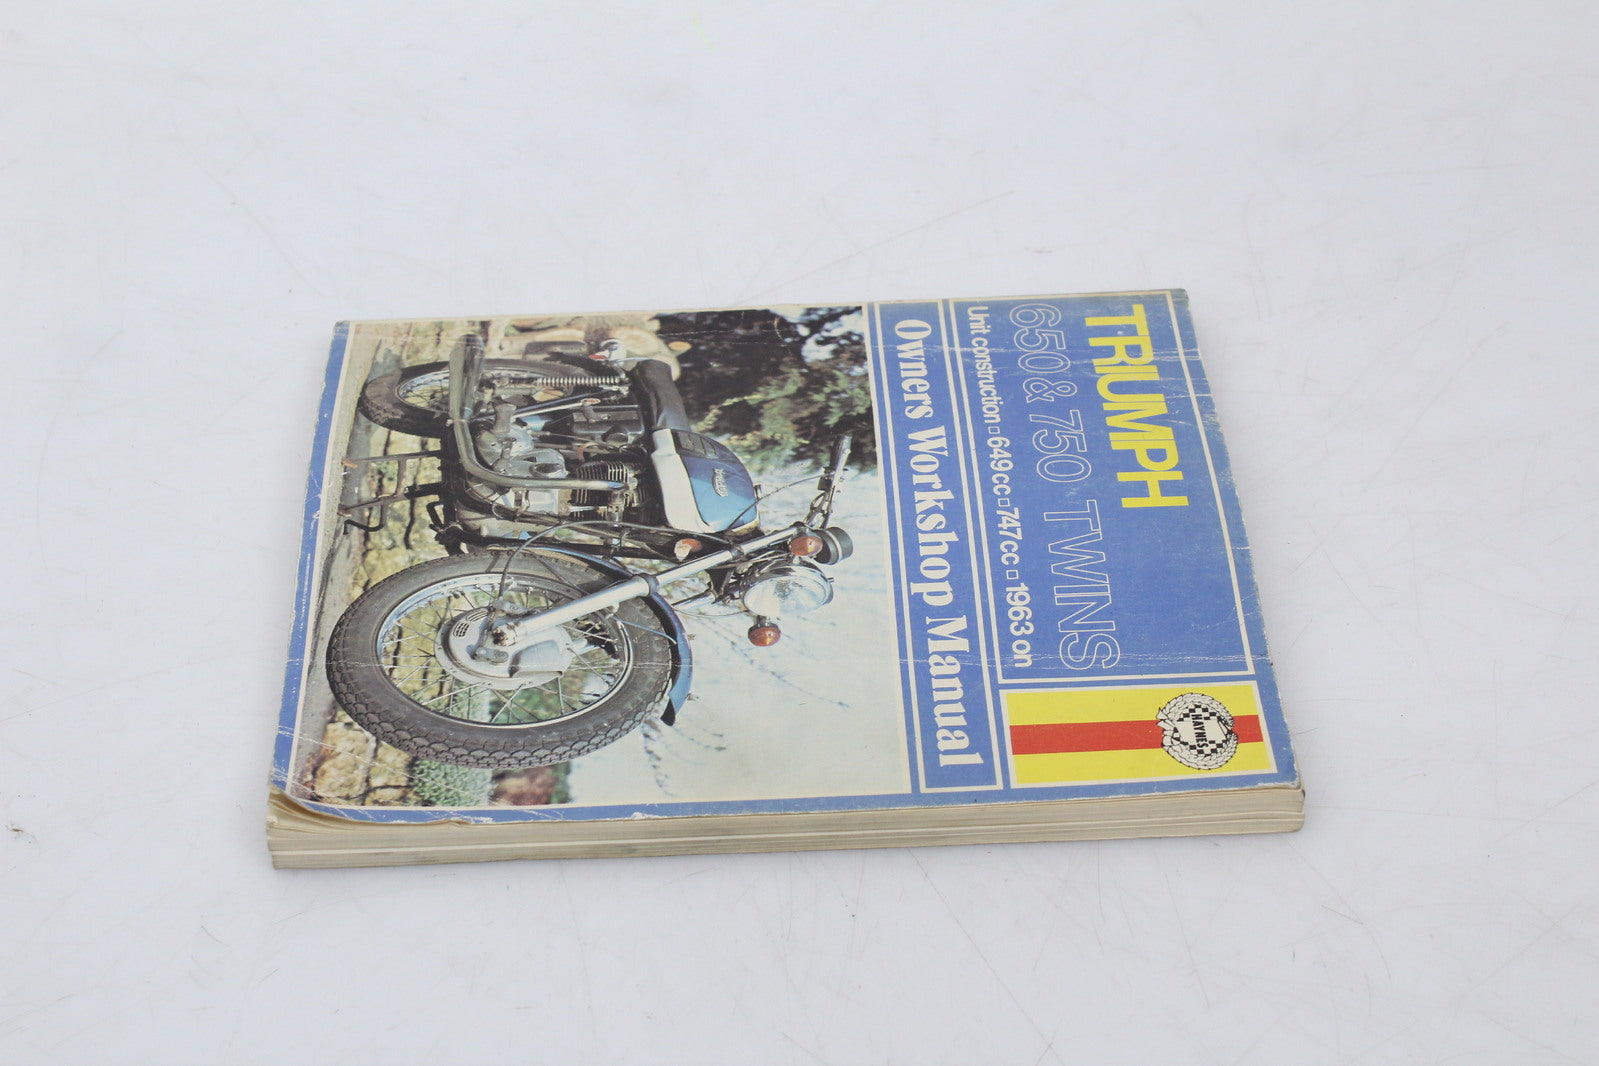 TRIUMPH
650 & 750 TWINS
Unit construction ▫ 649cc ▫ 747cc ▫ 1963 on
HAYNES
Owners Workshop Manual